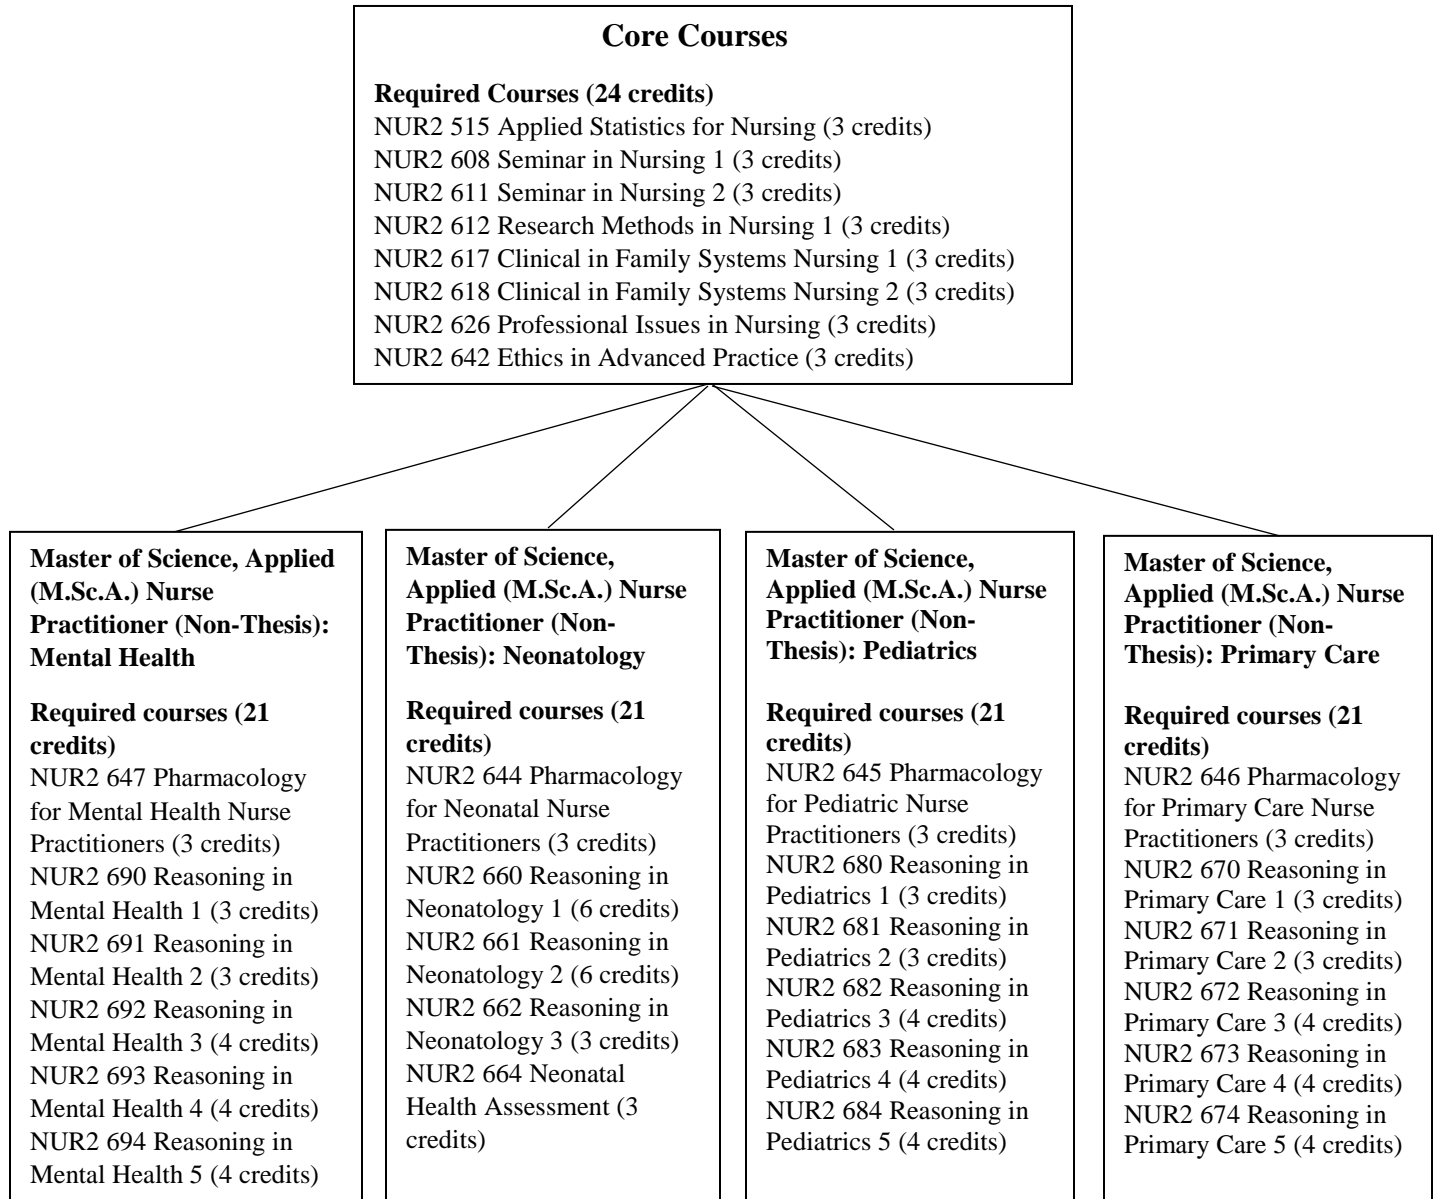 Core Courses
Required Courses (24 credits)
NUR2 515 Applied Statistics for Nursing (3 credits)
NUR2 608 Seminar in Nursing 1 (3 credits)
NUR2 611 Seminar in Nursing 2 (3 credits)
NUR2 612 Research Methods in Nursing 1 (3 credits)
NUR2 617 Clinical in Family Systems Nursing 1 (3 credits)
NUR2 618 Clinical in Family Systems Nursing 2 (3 credits)
NUR2 626 Professional Issues in Nursing (3 credits)
NUR2 642 Ethics in Advanced Practice (3 credits)
Master of Science, Applied
(M.Sc.A.) Nurse
Practitioner (Non-Thesis):
Mental Health
Required courses (21
credits)
NUR2 647 Pharmacology
for Mental Health Nurse
Practitioners (3 credits)
NUR2 690 Reasoning in
Mental Health 1 (3 credits)
NUR2 691 Reasoning in
Mental Health 2 (3 credits)
NUR2 692 Reasoning in
Mental Health 3 (4 credits)
NUR2 693 Reasoning in
Mental Health 4 (4 credits)
NUR2 694 Reasoning in
Mental Health 5 (4 credits)
Master of Science,
Applied (M.Sc.A.) Nurse
Practitioner (Non-
Thesis): Neonatology
Required courses (21
credits)
NUR2 644 Pharmacology
for Neonatal Nurse
Practitioners (3 credits)
NUR2 660 Reasoning in
Neonatology 1 (6 credits)
NUR2 661 Reasoning in
Neonatology 2 (6 credits)
NUR2 662 Reasoning in
Neonatology 3 (3 credits)
NUR2 664 Neonatal
Health Assessment (3
credits)
Master of Science,
Applied (M.Sc.A.) Nurse
Practitioner (Non-
Thesis): Pediatrics
Required courses (21
credits)
NUR2 645 Pharmacology
for Pediatric Nurse
Practitioners (3 credits)
NUR2 680 Reasoning in
Pediatrics 1 (3 credits)
NUR2 681 Reasoning in
Pediatrics 2 (3 credits)
NUR2 682 Reasoning in
Pediatrics 3 (4 credits)
NUR2 683 Reasoning in
Pediatrics 4 (4 credits)
NUR2 684 Reasoning in
Pediatrics 5 (4 credits)
Master of Science,
Applied (M.Sc.A.) Nurse
Practitioner (Non-
Thesis): Primary Care
Required courses (21
credits)
NUR2 646 Pharmacology
for Primary Care Nurse
Practitioners (3 credits)
NUR2 670 Reasoning in
Primary Care 1 (3 credits)
NUR2 671 Reasoning in
Primary Care 2 (3 credits)
NUR2 672 Reasoning in
Primary Care 3 (4 credits)
NUR2 673 Reasoning in
Primary Care 4 (4 credits)
NUR2 674 Reasoning in
Primary Care 5 (4 credits)